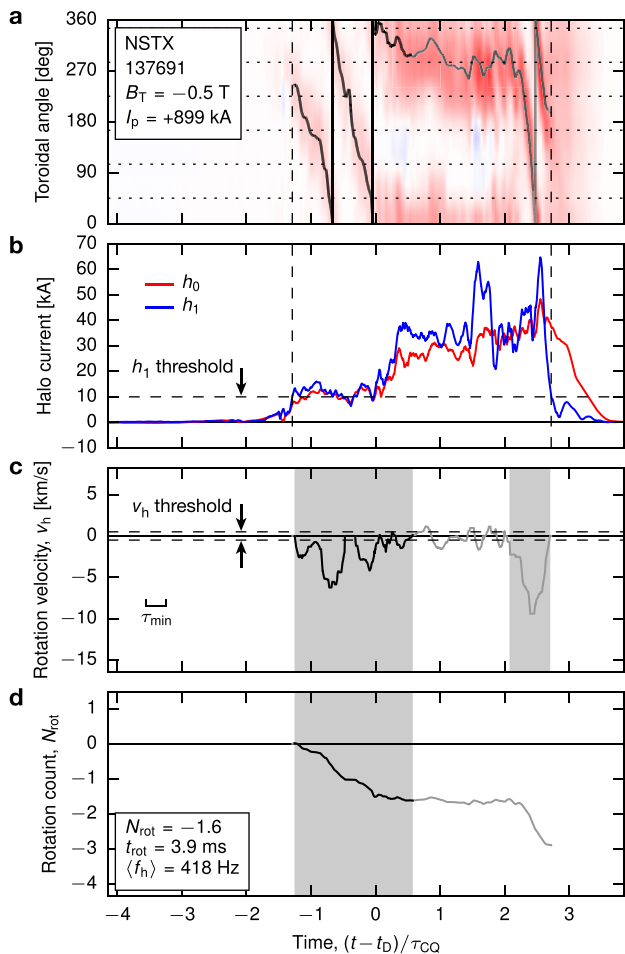 a
360
270
180
90
0
Toroidal angle [deg]
NSTX
137691
B_T = −0.5 T
I_p = +899 kA
b
70
60
50
40
30
20
10
0
−10
Halo current [kA]
h_0
h_1
h_1 threshold
c
5
0
−5
−10
−15
Rotation velocity, v_h [km/s]
v_h threshold
τ_min
d
1
0
−1
−2
−3
−4
Rotation count, N_rot
N_rot = −1.6
t_rot = 3.9 ms
⟨f_h⟩ = 418 Hz
−4 −3 −2 −1 0 1 2 3
Time, (t − t_D)/τ_CQ